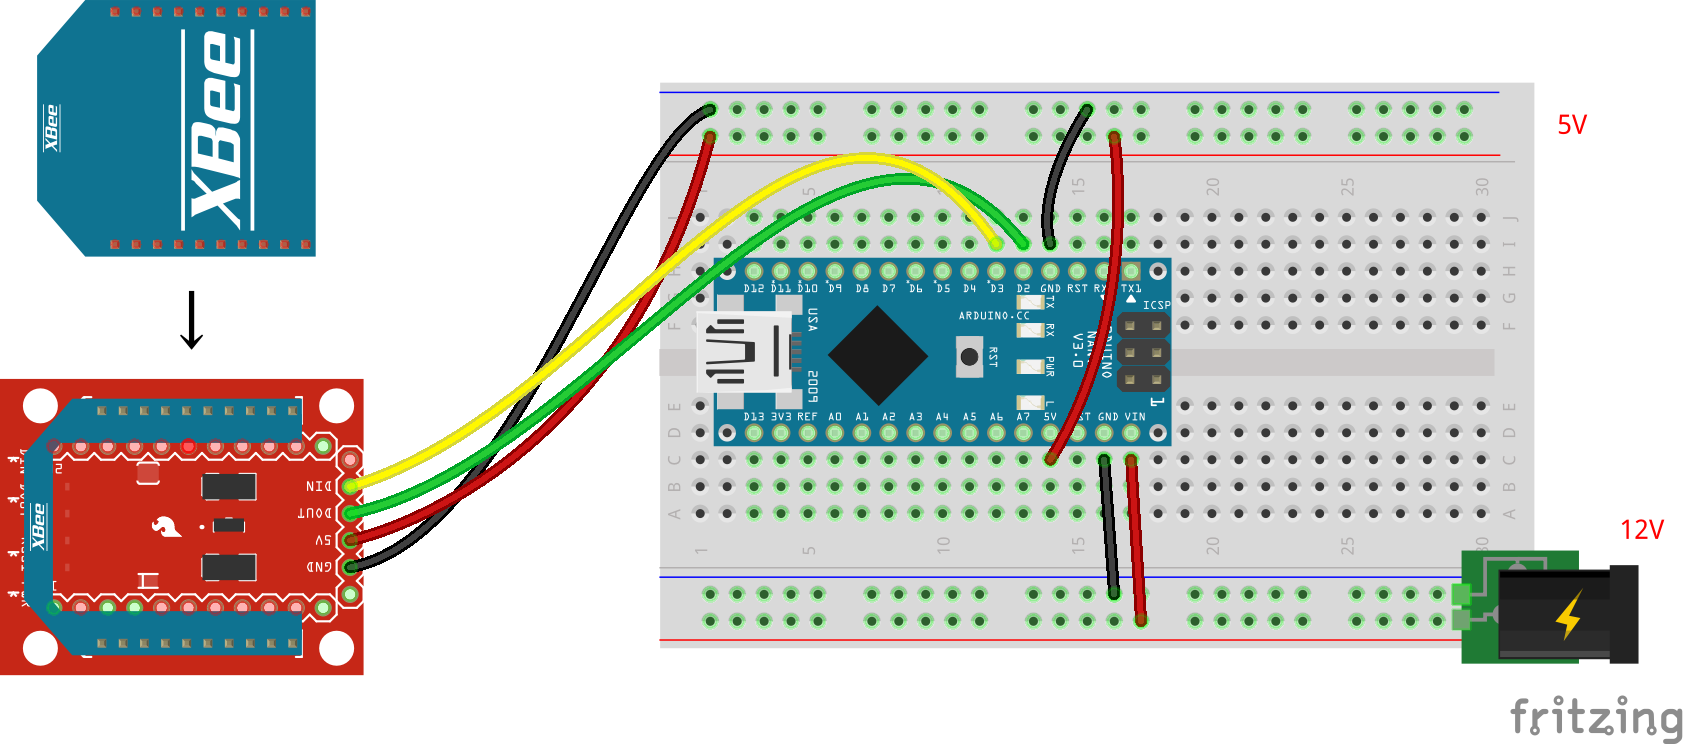 XBee
XBee
5V
12V
1 5 10 15 20 25 30
J J
I I
H H
G G
F F
D12 D11 D10 D9 D8 D7 D6 D5 D4 D3 D2 GND RST RX TX1
USA
TX
RX
PWR
L
ARDUINO.CC
RST
V3.0
ICSP
1
2009
D13 3V3 REF A0 A1 A2 A3 A4 A5 A6 A7 5V GND VIN
E E
D D
C C
B B
A A
1 5 10 15 20 25 30
DIN
DOUT
5V
GND
XBee
fritzing